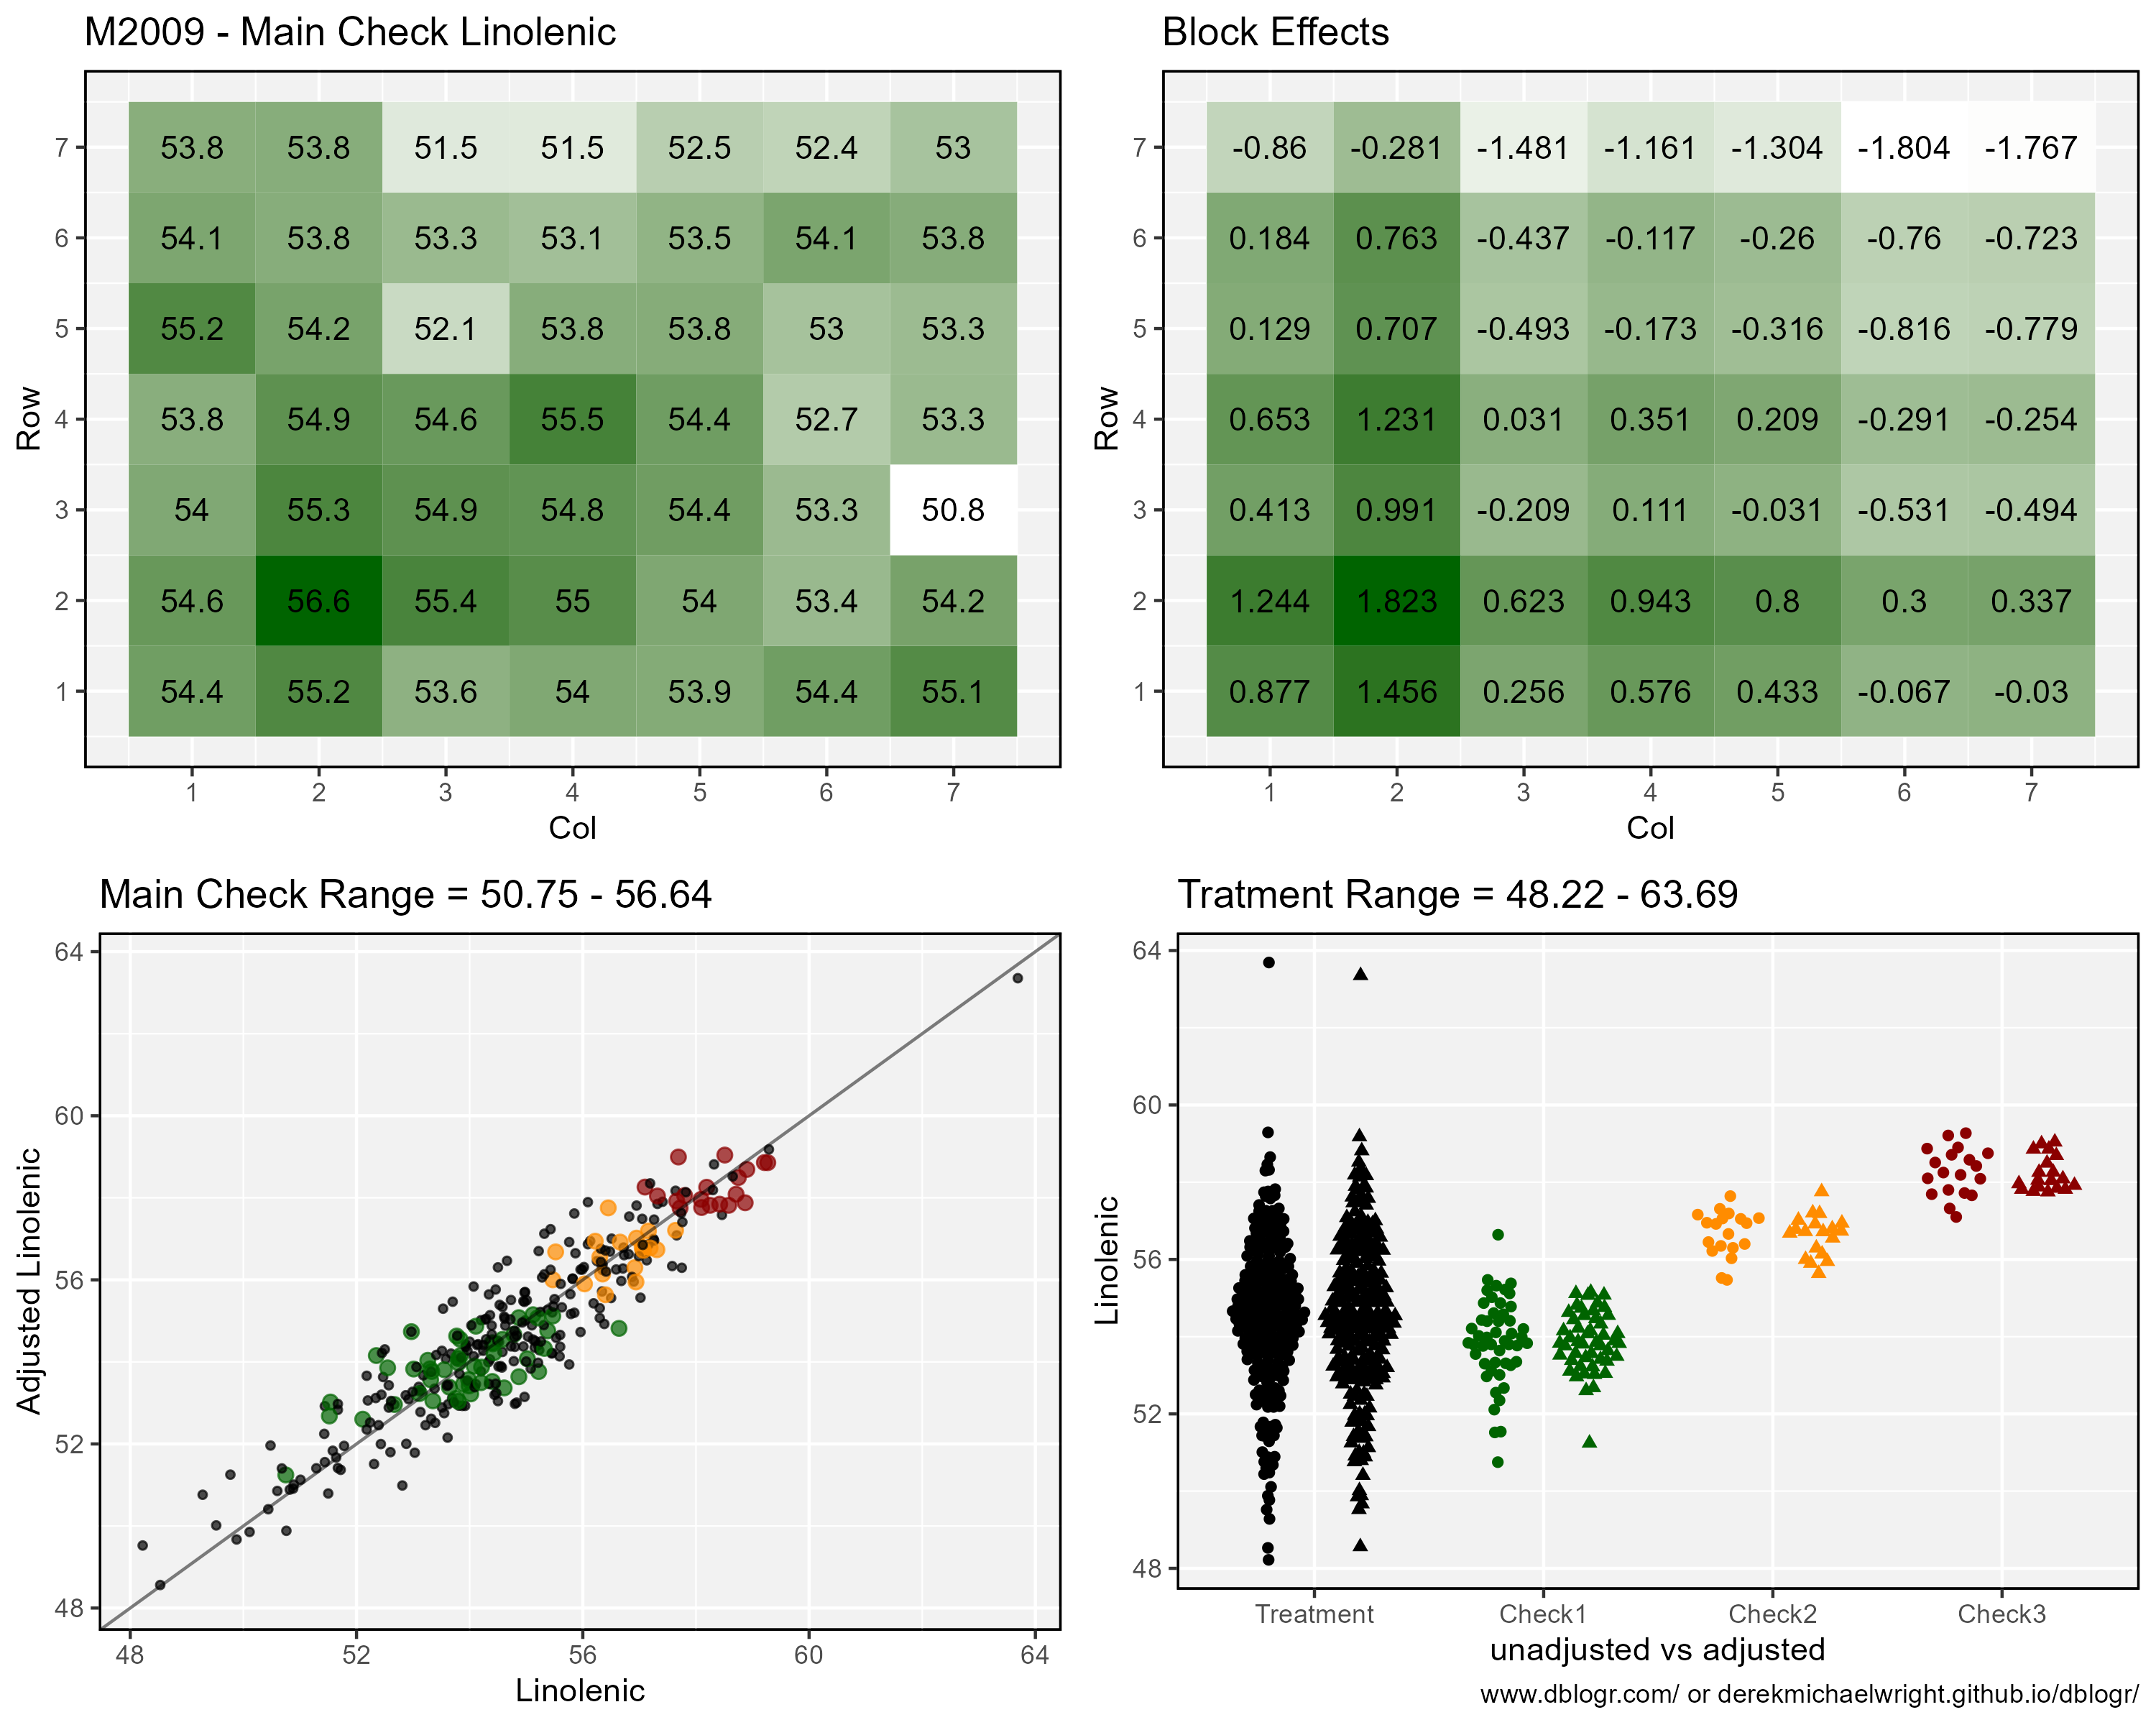 M2009 - Main Check Linolenic
7 53.8 53.8 51.5 51.5 52.5 52.4 53
6 54.1 53.8 53.3 53.1 53.5 54.1 53.8
5 55.2 54.2 52.1 53.8 53.8 53 53.3
4 53.8 54.9 54.6 55.5 54.4 52.7 53.3
3 54 55.3 54.9 54.8 54.4 53.3 50.8
2 54.6 56.6 55.4 55 54 53.4 54.2
1 54.4 55.2 53.6 54 53.9 54.4 55.1
Row
1 2 3 4 5 6 7
Col
Block Effects
7 -0.86 -0.281 -1.481 -1.161 -1.304 -1.804 -1.767
6 0.184 0.763 -0.437 -0.117 -0.26 -0.76 -0.723
5 0.129 0.707 -0.493 -0.173 -0.316 -0.816 -0.779
4 0.653 1.231 0.031 0.351 0.209 -0.291 -0.254
3 0.413 0.991 -0.209 0.111 -0.031 -0.531 -0.494
2 1.244 1.823 0.623 0.943 0.8 0.3 0.337
1 0.877 1.456 0.256 0.576 0.433 -0.067 -0.03
Row
1 2 3 4 5 6 7
Col
Main Check Range = 50.75 - 56.64
64
60
56
52
48
Adjusted Linolenic
48 52 56 60 64
Linolenic
Tratment Range = 48.22 - 63.69
64
60
56
52
48
Linolenic
Treatment Check1 Check2 Check3
unadjusted vs adjusted
www.dblogr.com/ or derekmichaelwright.github.io/dblogr/